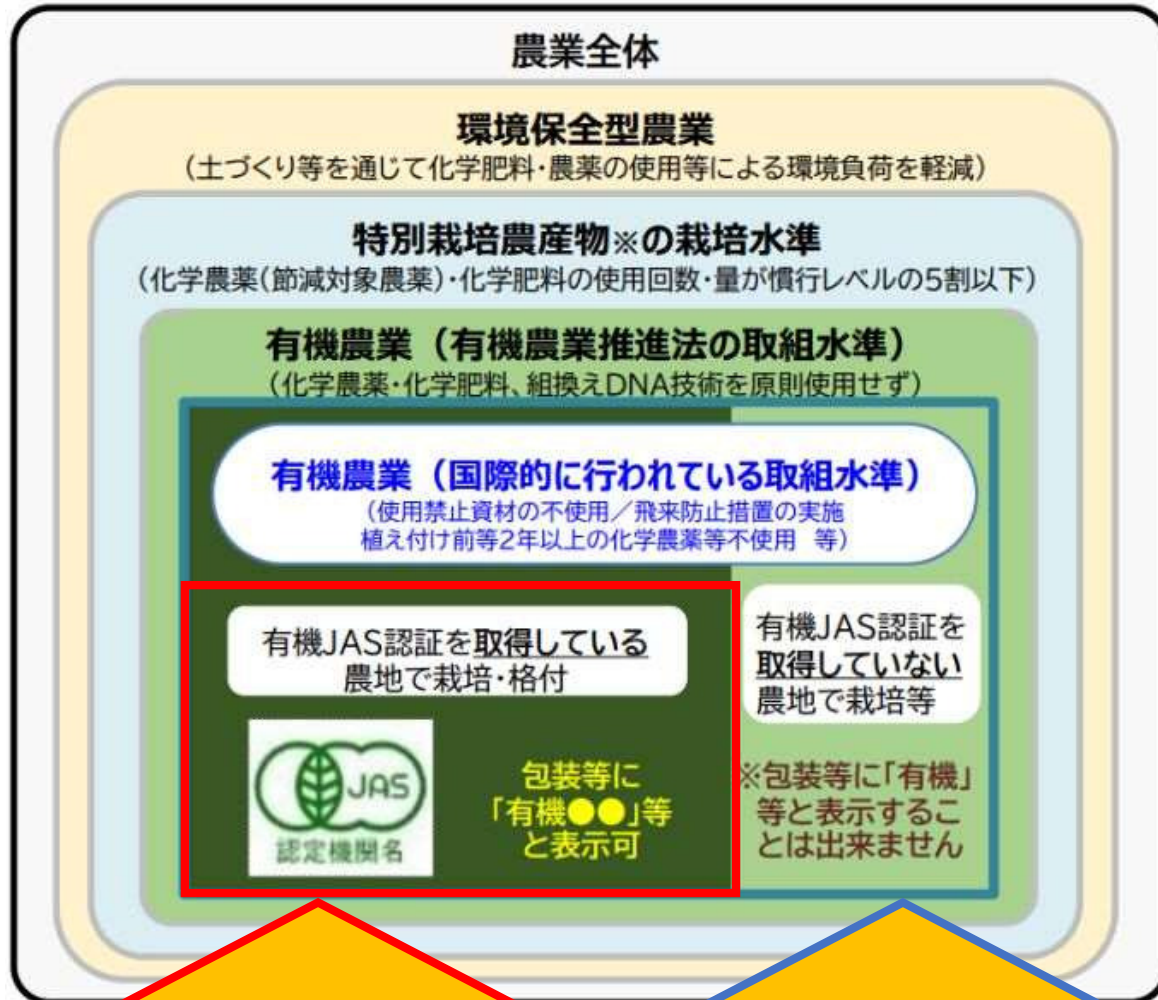 農業全体
環境保全型農業
(土づくり等を通じて化学肥料・農薬の使用等による環境負荷を軽減)
特別栽培農産物※の栽培水準
(化学農薬(節減対象農薬)・化学肥料の使用回数・量が慣行レベルの5割以下)
有機農業（有機農業推進法の取組水準）
(化学農薬・化学肥料、組換えDNA技術を原則使用せず)
有機農業（国際的に行われている取組水準）
(使用禁止資材の不使用／飛来防止措置の実施
植え付け前等2年以上の化学農薬等不使用 等)
有機JAS認証を取得している
農地で栽培・格付
JAS
認定機関名
包装等に
「有機●●」等
と表示可
有機JAS認証を
取得していない
農地で栽培等
※包装等に「有機」
等と表示するこ
とは出来ません